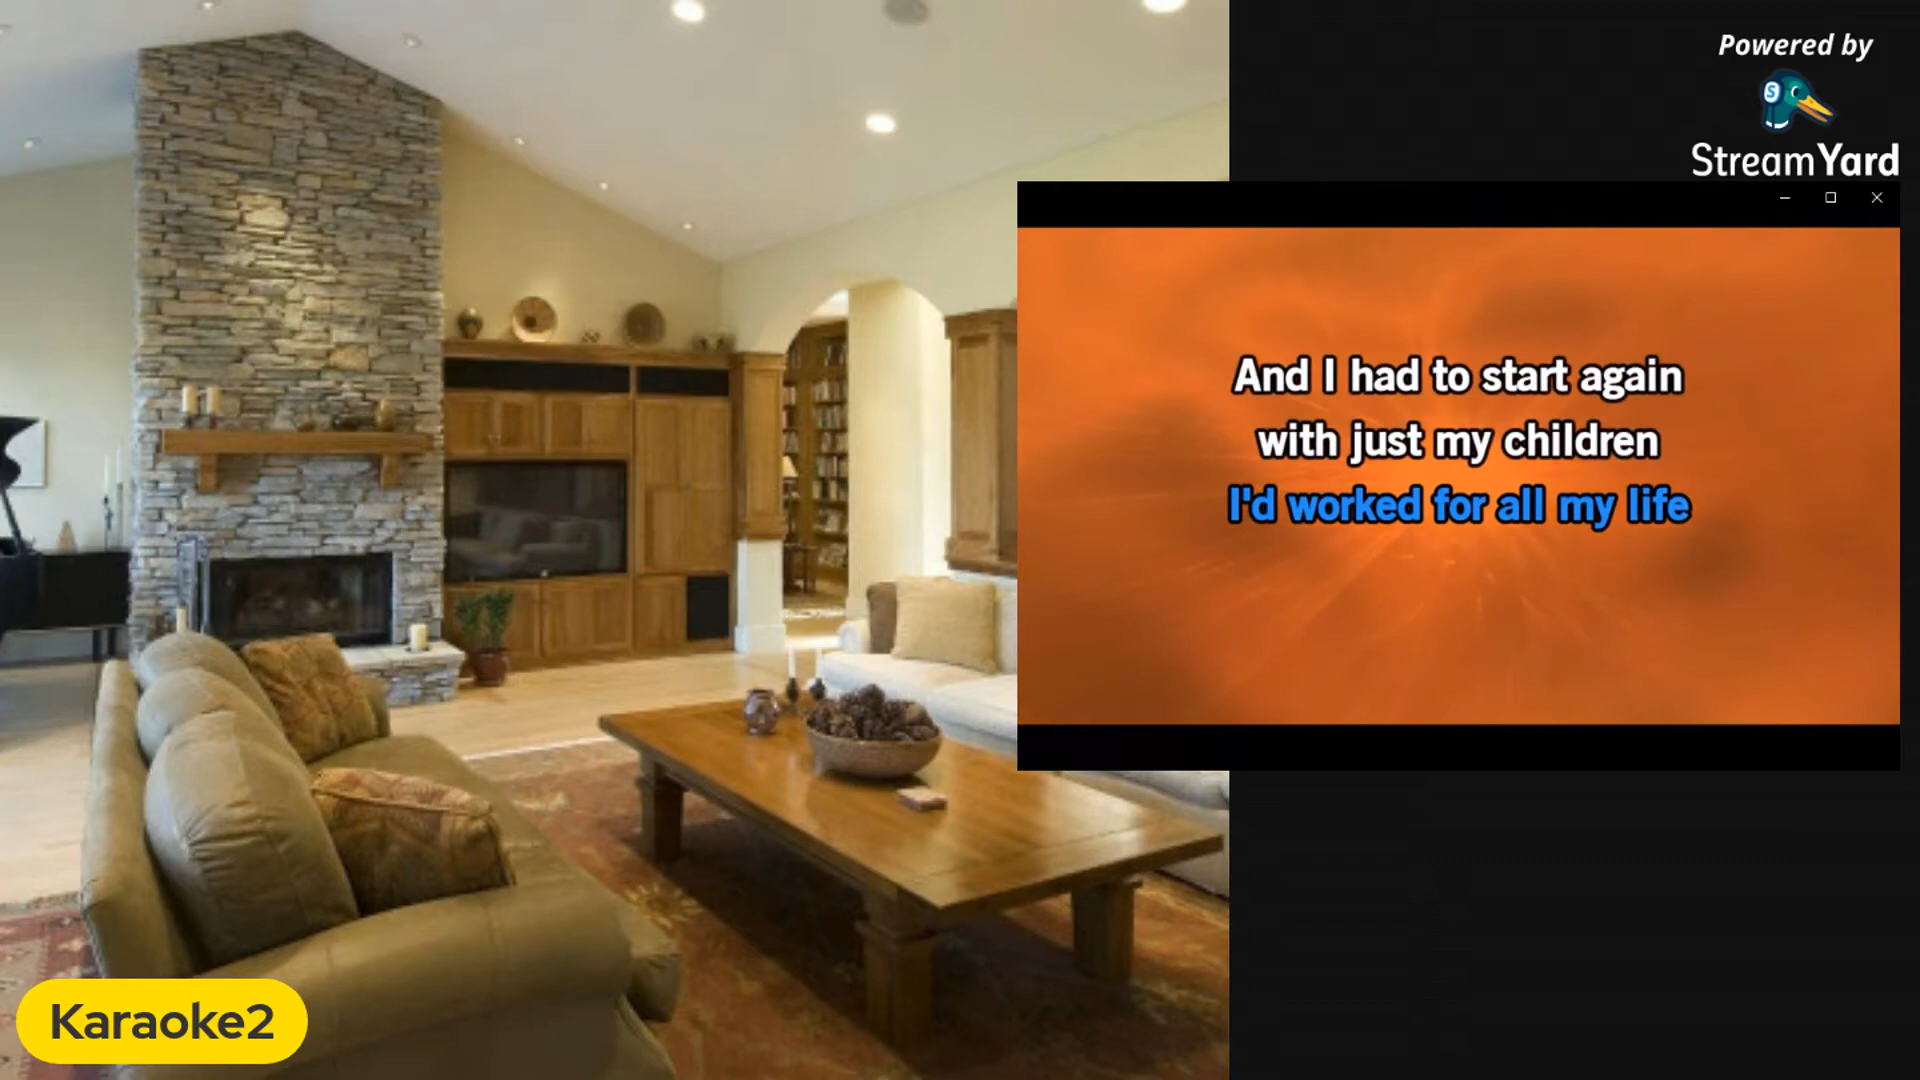 Powered by
StreamYard
And I had to start again
with just my children
I'd worked for all my life
Karaoke2